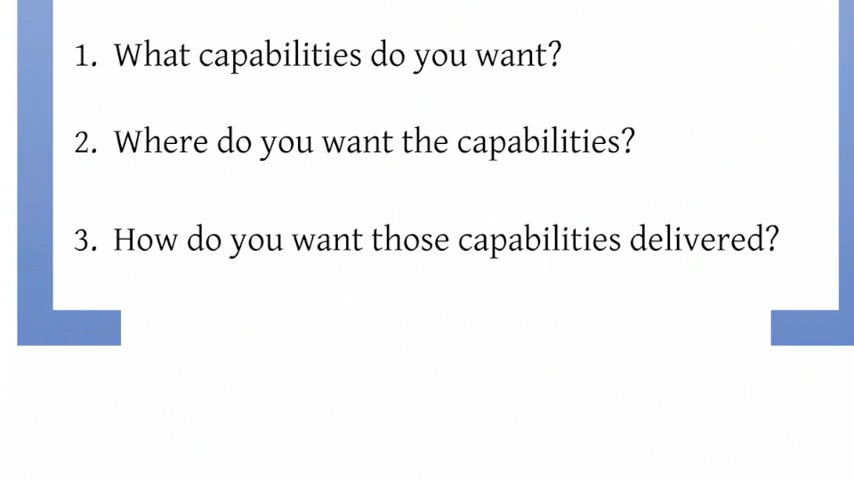 1. What capabilities do you want?
2. Where do you want the capabilities?
3. How do you want those capabilities delivered?